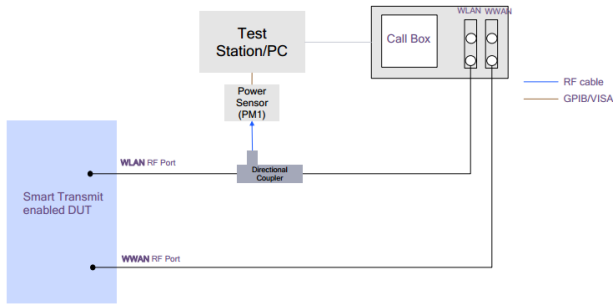 WLAN WWAN
Test
Station/PC
Call Box
RF cable
GPIB/VISA
Power
Sensor
(PM1)
WLAN RF Port
Directional
Coupler
Smart Transmit
enabled DUT
WWAN RF Port